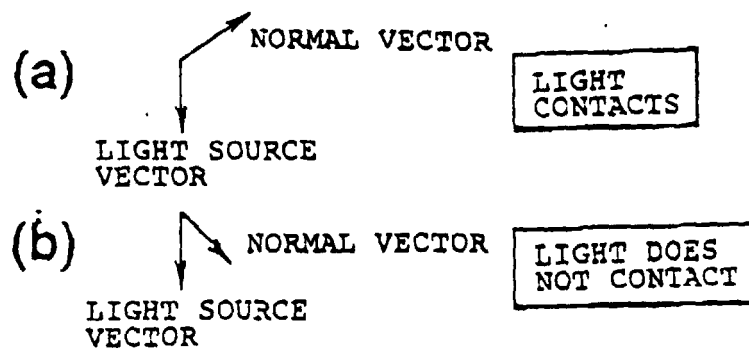 (a)
NORMAL VECTOR
LIGHT
CONTACTS
LIGHT SOURCE
VECTOR
(b)
NORMAL VECTOR
LIGHT DOES
NOT CONTACT
LIGHT SOURCE
VECTOR